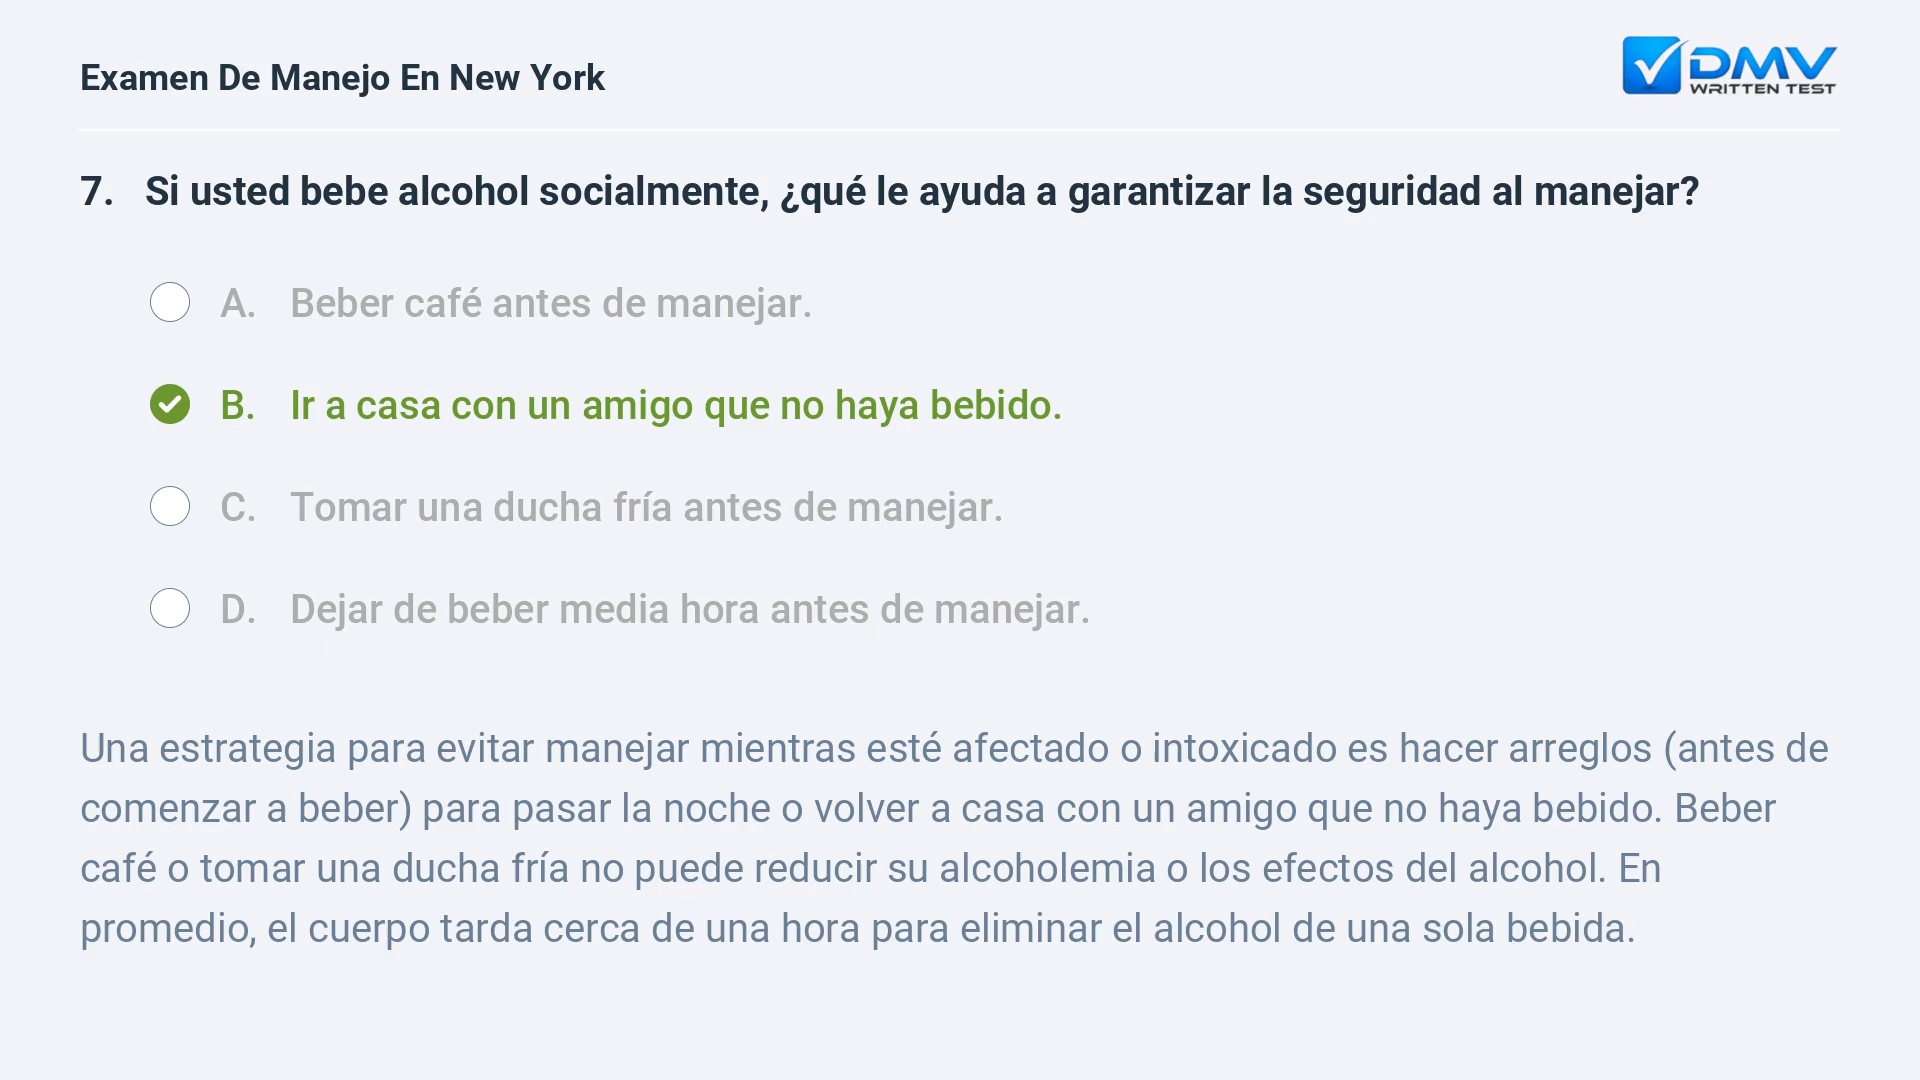 Examen De Manejo En New York
DMV
WRITTEN TEST
7. Si usted bebe alcohol socialmente, ¿qué le ayuda a garantizar la seguridad al manejar?
A. Beber café antes de manejar.
B. Ir a casa con un amigo que no haya bebido.
C. Tomar una ducha fría antes de manejar.
D. Dejar de beber media hora antes de manejar.
Una estrategia para evitar manejar mientras esté afectado o intoxicado es hacer arreglos (antes de
comenzar a beber) para pasar la noche o volver a casa con un amigo que no haya bebido. Beber
café o tomar una ducha fría no puede reducir su alcoholemia o los efectos del alcohol. En
promedio, el cuerpo tarda cerca de una hora para eliminar el alcohol de una sola bebida.